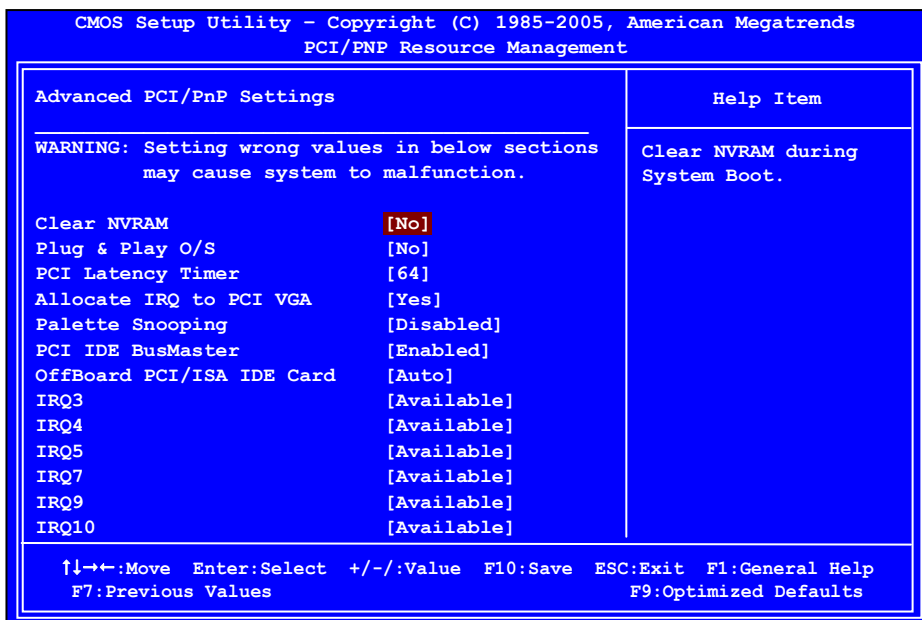 CMOS Setup Utility – Copyright (C) 1985-2005, American Megatrends
PCI/PNP Resource Management
Advanced PCI/PnP Settings
Help Item
WARNING: Setting wrong values in below sections
may cause system to malfunction.
Clear NVRAM during
System Boot.
Clear NVRAM [No]
Plug & Play O/S [No]
PCI Latency Timer [64]
Allocate IRQ to PCI VGA [Yes]
Palette Snooping [Disabled]
PCI IDE BusMaster [Enabled]
OffBoard PCI/ISA IDE Card [Auto]
IRQ3 [Available]
IRQ4 [Available]
IRQ5 [Available]
IRQ7 [Available]
IRQ9 [Available]
IRQ10 [Available]
↑↓→←:Move Enter:Select +/-/:Value F10:Save ESC:Exit F1:General Help
F7:Previous Values F9:Optimized Defaults